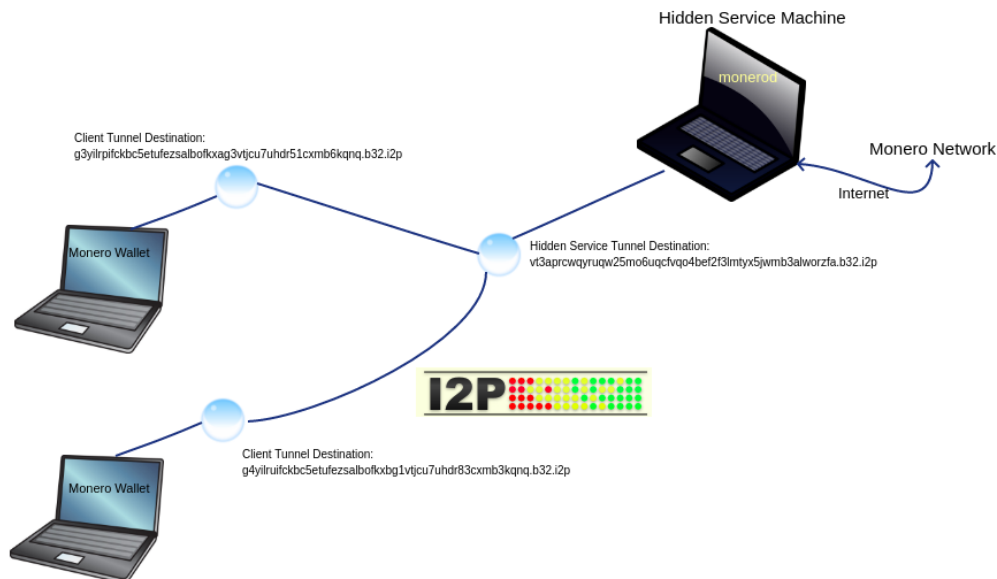 Hidden Service Machine
monerod
Client Tunnel Destination:
g3yilrpifckbc5etufezsalbofkxag3vtjcu7uhdr51cxmb6kqnq.b32.i2p
Monero Network
Internet
Monero Wallet
Hidden Service Tunnel Destination:
vt3aprcwqyruqw25mo6uqcfvqo4bef2f3lmtyx5jwmb3alworzfa.b32.i2p
I2P
Client Tunnel Destination:
g4yilruifckbc5etufezsalbofkxbg1vtjcu7uhdr83cxmb3kqnq.b32.i2p
Monero Wallet